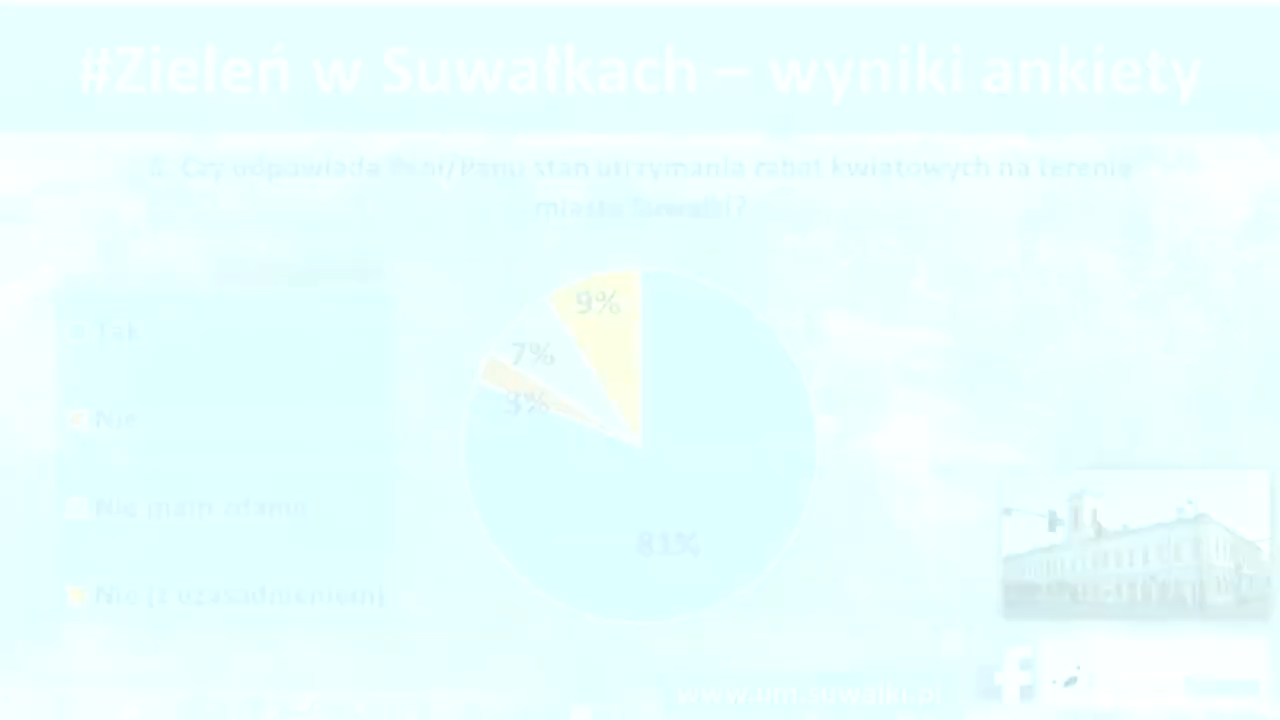 #Zieleń w Suwałkach – wyniki ankiety
Czy odpowiada Pani/Panu stan utrzymania rabat kwiatowych na terenie
miasta Suwałki?
Tak
Nie
Nie mam zdania
Nie (z uzasadnieniem)
9%
7%
3%
81%
www.um.suwalki.pl
f